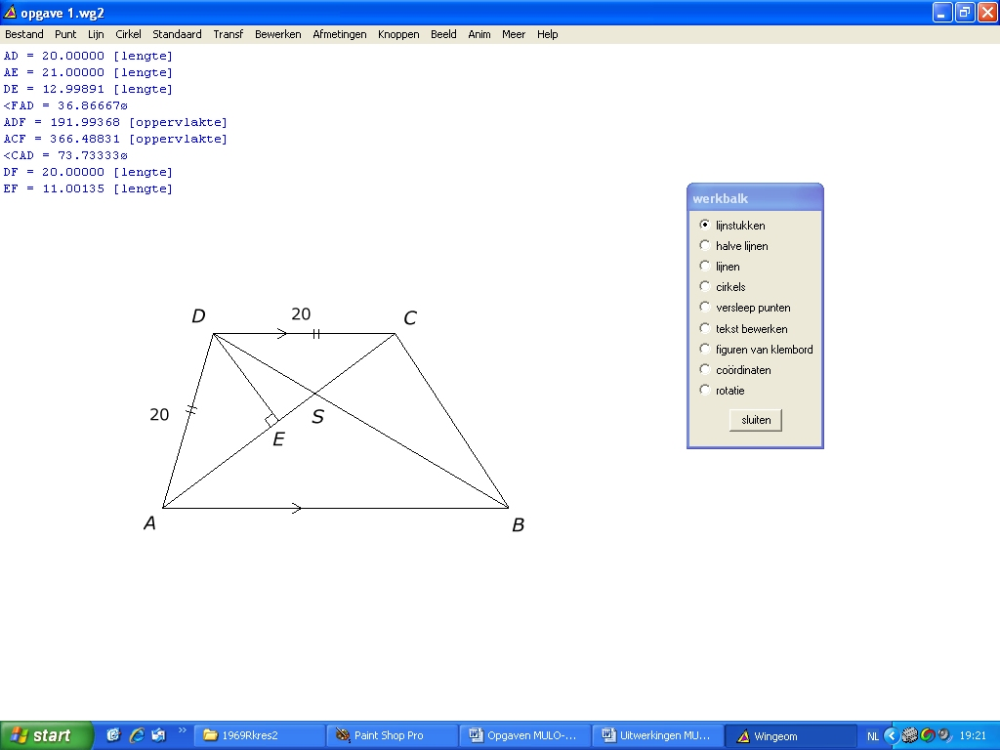 opgave 1.wg2
Bestand Punt Lijn Cirkel Standaard Transf Bewerken Afmetingen Knoppen Beeld Anim Meer Help
AD = 20.00000 [lengte]
AE = 21.00000 [lengte]
DE = 12.99891 [lengte]
<FAD = 36.86667ø
ADF = 191.99368 [oppervlakte]
ACF = 366.48831 [oppervlakte]
<CAD = 73.73333ø
DF = 20.00000 [lengte]
EF = 11.00135 [lengte]
werkbalk
lijnstukken
halve lijnen
lijnen
cirkels
versleep punten
tekst bewerken
figuren van klembord
coördinaten
rotatie
sluiten
D 20 C
20 S
E
A B
start 1969Rkres2 Paint Shop Pro Opgaven MULO-... Uitwerkingen MU... Wingeom NL 19:21